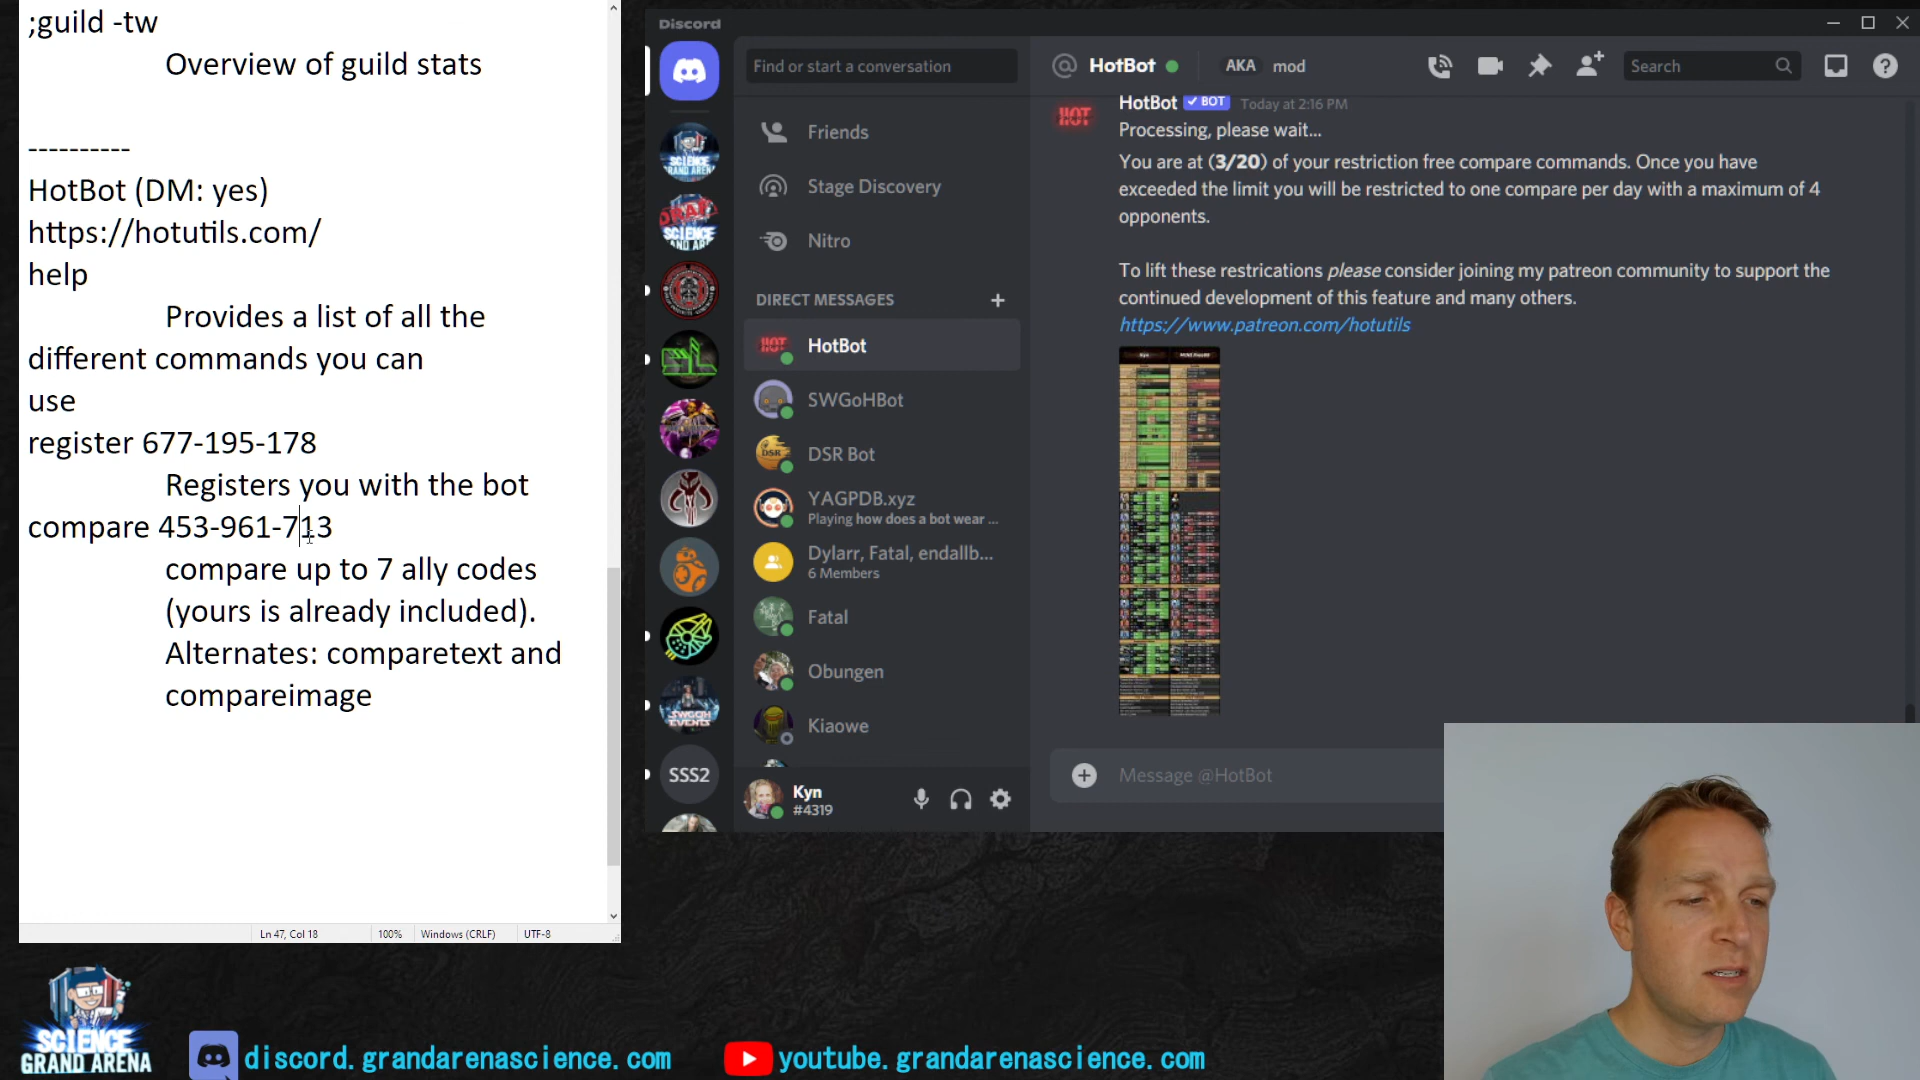 ;guild -tw
Overview of guild stats
----------
HotBot (DM: yes)
https://hotutils.com/
help
Provides a list of all the
different commands you can
use
register 677-195-178
Registers you with the bot
compare 453-961-713
compare up to 7 ally codes
(yours is already included).
Alternates: comparetext and
compareimage
Ln 47, Col 18
100%
Windows (CRLF)
UTF-8
Discord
Find or start a conversation
Friends
Stage Discovery
Nitro
DIRECT MESSAGES
HotBot
SWGoHBot
DSR Bot
YAGPDB.xyz
Playing how does a bot wear ...
Dylarr, Fatal, endallb...
6 Members
Fatal
Obungen
Kiaowe
Kyn
#4319
SCIENCE
GRAND AR
DRAFT
SCIENCE
SWGOH
EVENTS
SSS2
HotBot
AKA mod
Search
HOT
HotBot BOT Today at 2:16 PM
Processing, please wait...
You are at (3/20) of your restriction free compare commands. Once you have
exceeded the limit you will be restricted to one compare per day with a maximum of 4
opponents.
To lift these restrications please consider joining my patreon community to support the
continued development of this feature and many others.
https://www.patreon.com/hotutils
Message @HotBot
SCIENCE
GRAND ARENA
discord.grandarenascience.com
youtube.grandarenascience.com